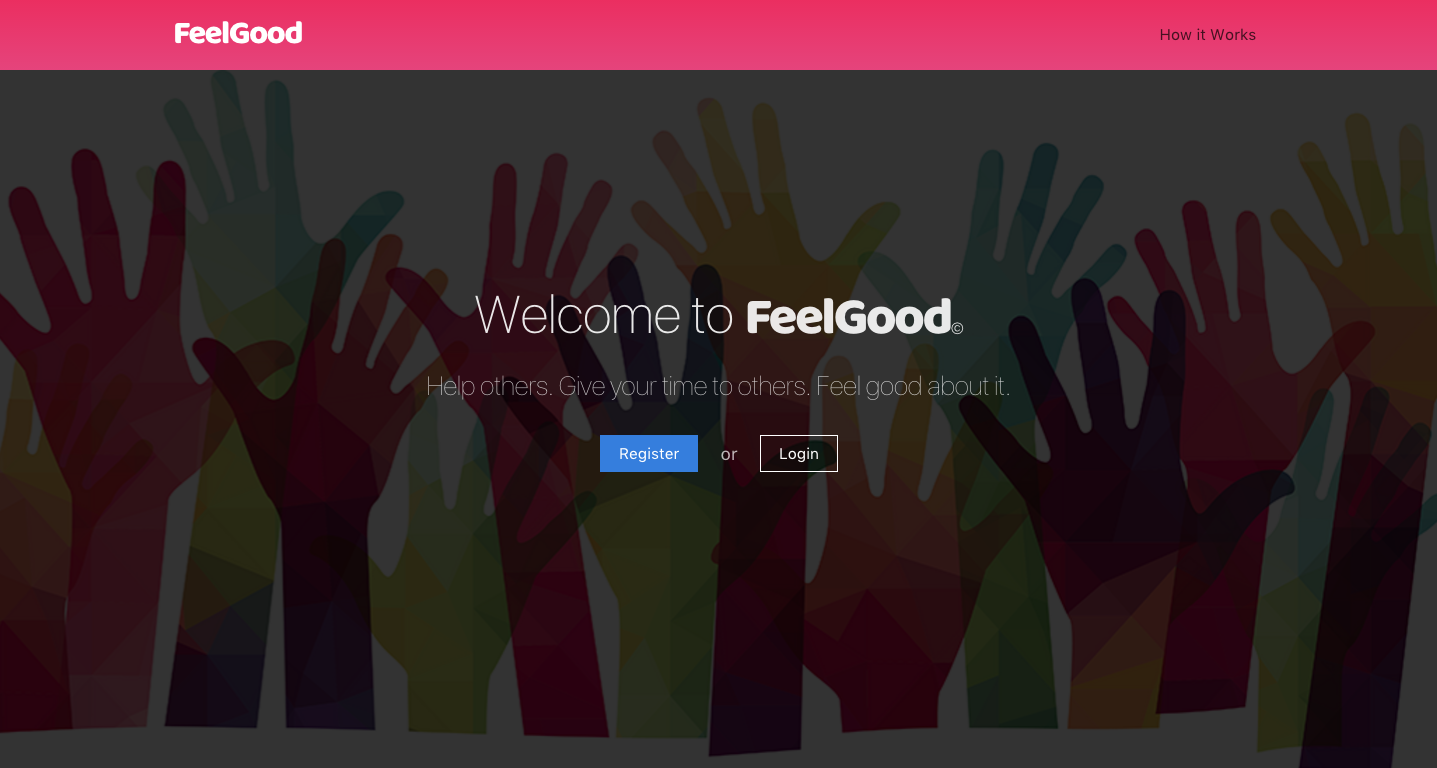 FeelGood
How it Works
Welcome to FeelGood©
Help others. Give your time to others. Feel good about it.
Register or Login